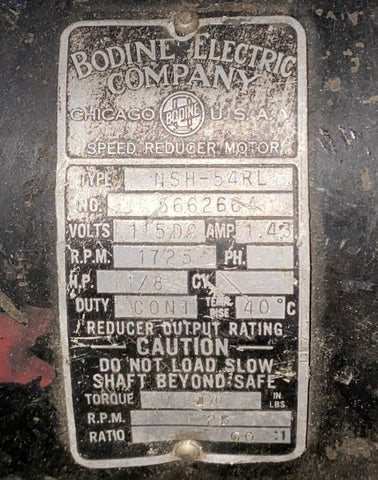 BODINE ELECTRIC
COMPANY
CHICAGO BODINE U.S.A.
SPEED REDUCER MOTOR
TYPE NSH-54RL
NO. 5662664
VOLTS 115DC AMP. 1.43
R.P.M. 1725 PH.
H.P. 1/8 CY.
DUTY CONT TEMP. RISE 40°C
REDUCER OUTPUT RATING
CAUTION
DO NOT LOAD SLOW
SHAFT BEYOND SAFE
TORQUE IN. LBS.
R.P.M.
RATIO